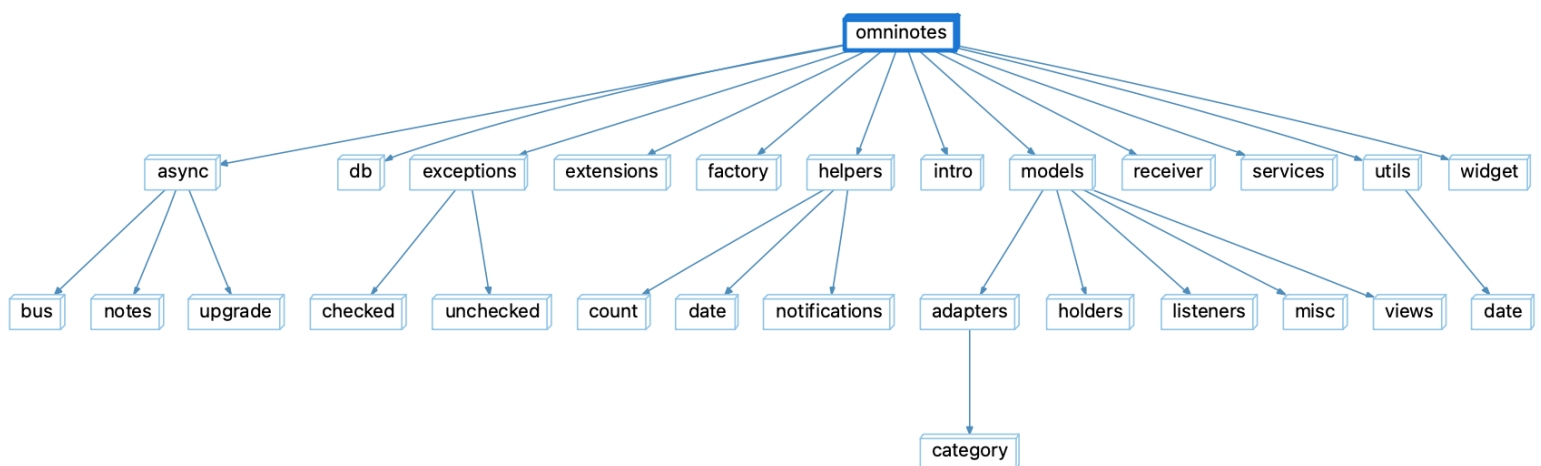 omninotes
async
db
exceptions
extensions
factory
helpers
intro
models
receiver
services
utils
widget
bus
notes
upgrade
checked
unchecked
count
date
notifications
adapters
holders
listeners
misc
views
date
category